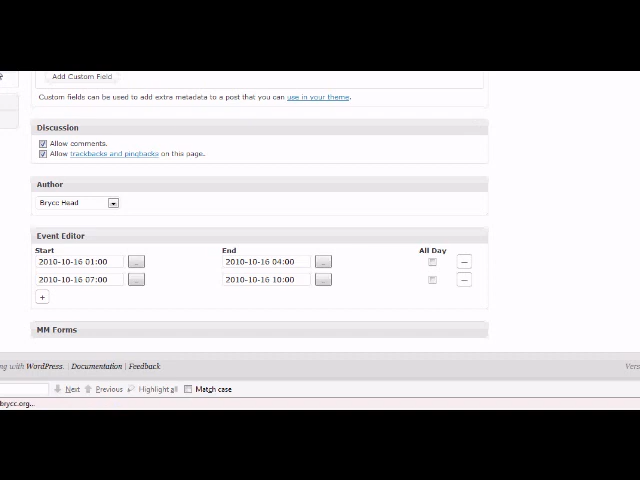 Add Custom Field
Custom fields can be used to add extra metadata to a post that you can use in your theme.
Discussion
Allow comments.
Allow trackbacks and pingbacks on this page.
Author
Bryce Head
Event Editor
Start End All Day
2010-10-16 01:00 ... 2010-10-16 04:00 ... —
2010-10-16 07:00 ... 2010-10-16 10:00 ... —
+
MM Forms
ng with WordPress. | Documentation | Feedback
Vers
Next Previous Highlight all Match case
brycc.org...